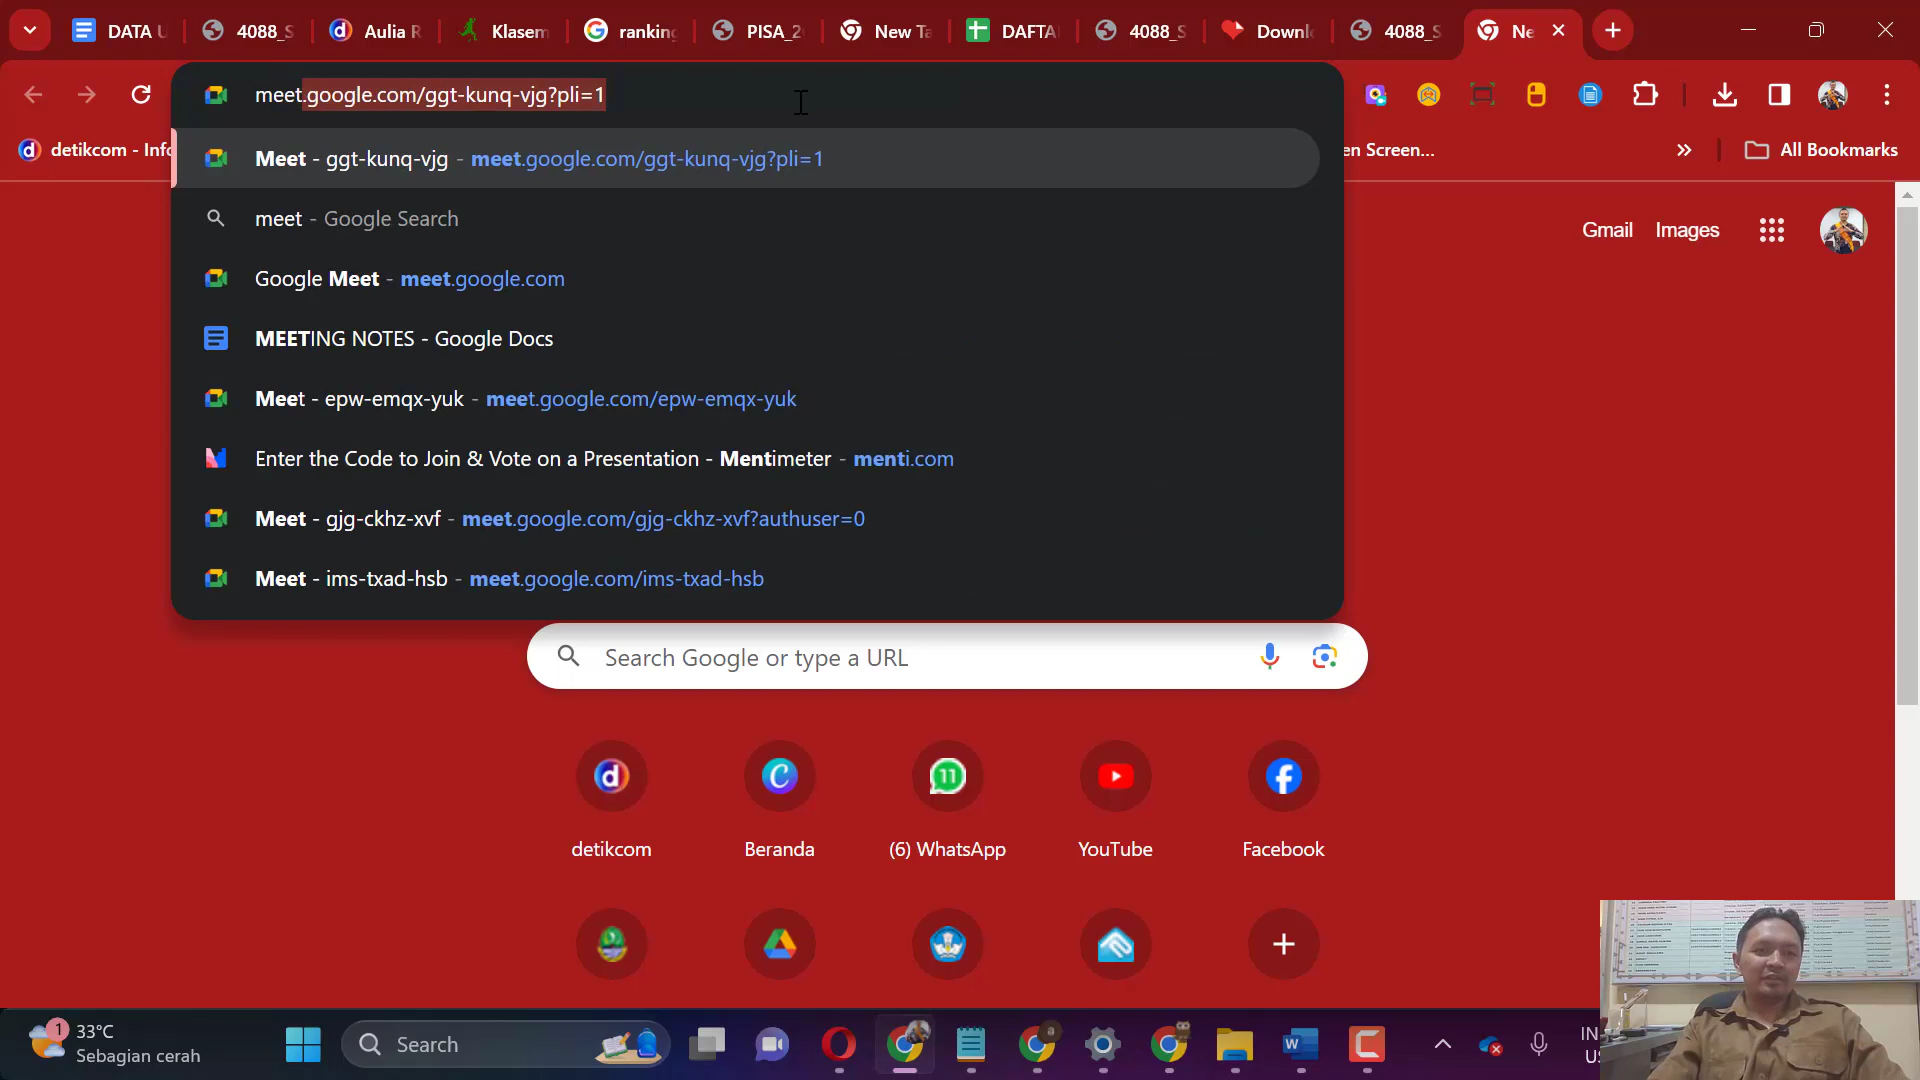 DATA U
4088_S
Aulia R
Klasem
rankin
PISA_2
New Ta
DAFTA
4088_S
Downl
4088_S
Ne
meet.google.com/ggt-kunq-vjg?pli=1
detikcom - Info
en Screen...
All Bookmarks
Meet - ggt-kunq-vjg - meet.google.com/ggt-kunq-vjg?pli=1
meet - Google Search
Google Meet - meet.google.com
MEETING NOTES - Google Docs
Meet - epw-emqx-yuk - meet.google.com/epw-emqx-yuk
Enter the Code to Join & Vote on a Presentation - Mentimeter - menti.com
Meet - gjg-ckhz-xvf - meet.google.com/gjg-ckhz-xvf?authuser=0
Meet - ims-txad-hsb - meet.google.com/ims-txad-hsb
Gmail Images
Search Google or type a URL
11
detikcom
Beranda
(6) WhatsApp
YouTube
Facebook
1
33°C
Sebagian cerah
Search
IN
US